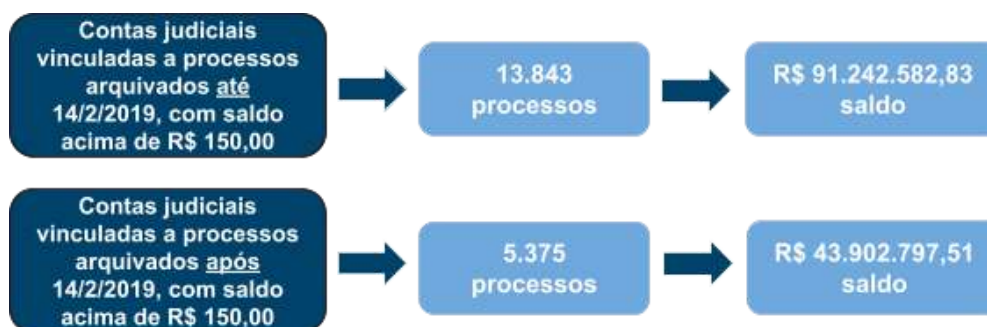 Contas judiciais
vinculadas a processos
arquivados até
14/2/2019, com saldo
acima de R$ 150,00
13.843
processos
R$ 91.242.582,83
saldo
Contas judiciais
vinculadas a processos
arquivados após
14/2/2019, com saldo
acima de R$ 150,00
5.375
processos
R$ 43.902.797,51
saldo